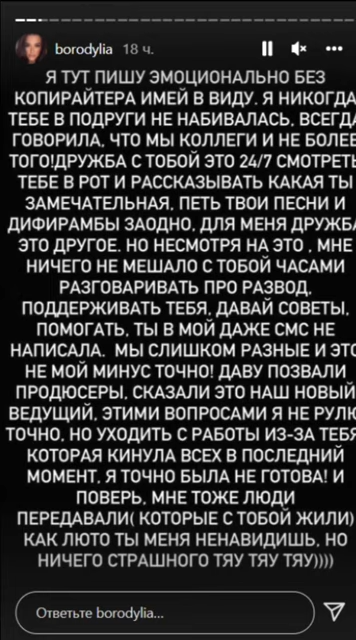 borodylia 18 ч.
Я ТУТ ПИШУ ЭМОЦИОНАЛЬНО БЕЗ
КОПИРАЙТЕРА ИМЕЙ В ВИДУ. Я НИКОГДА
ТЕБЕ В ПОДРУГИ НЕ НАБИВАЛАСЬ, ВСЕГДА
ГОВОРИЛА, ЧТО МЫ КОЛЛЕГИ И НЕ БОЛЕЕ
ТОГО!ДРУЖБА С ТОБОЙ ЭТО 24/7 СМОТРЕТЬ
ТЕБЕ В РОТ И РАССКАЗЫВАТЬ КАКАЯ ТЫ
ЗАМЕЧАТЕЛЬНАЯ, ПЕТЬ ТВОИ ПЕСНИ И
ДИФИРАМБЫ ЗАОДНО, ДЛЯ МЕНЯ ДРУЖБА
ЭТО ДРУГОЕ. НО НЕСМОТРЯ НА ЭТО , МНЕ
НИЧЕГО НЕ МЕШАЛО С ТОБОЙ ЧАСАМИ
РАЗГОВАРИВАТЬ ПРО РАЗВОД,
ПОДДЕРЖИВАТЬ ТЕБЯ, ДАВАЙ СОВЕТЫ,
ПОМОГАТЬ, ТЫ В МОЙ ДАЖЕ СМС НЕ
НАПИСАЛА. МЫ СЛИШКОМ РАЗНЫЕ И ЭТО
НЕ МОЙ МИНУС ТОЧНО! ДАВУ ПОЗВАЛИ
ПРОДЮСЕРЫ, СКАЗАЛИ ЭТО НАШ НОВЫЙ
ВЕДУЩИЙ, ЭТИМИ ВОПРОСАМИ Я НЕ РУЛЮ
ТОЧНО, НО УХОДИТЬ С РАБОТЫ ИЗ-ЗА ТЕБЯ
КОТОРАЯ КИНУЛА ВСЕХ В ПОСЛЕДНИЙ
МОМЕНТ, Я ТОЧНО БЫЛА НЕ ГОТОВА! И
ПОВЕРЬ, МНЕ ТОЖЕ ЛЮДИ
ПЕРЕДАВАЛИ( КОТОРЫЕ С ТОБОЙ ЖИЛИ)
КАК ЛЮТО ТЫ МЕНЯ НЕНАВИДИШЬ, НО
НИЧЕГО СТРАШНОГО ТЯУ ТЯУ ТЯУ))))
Ответьте borodylia...